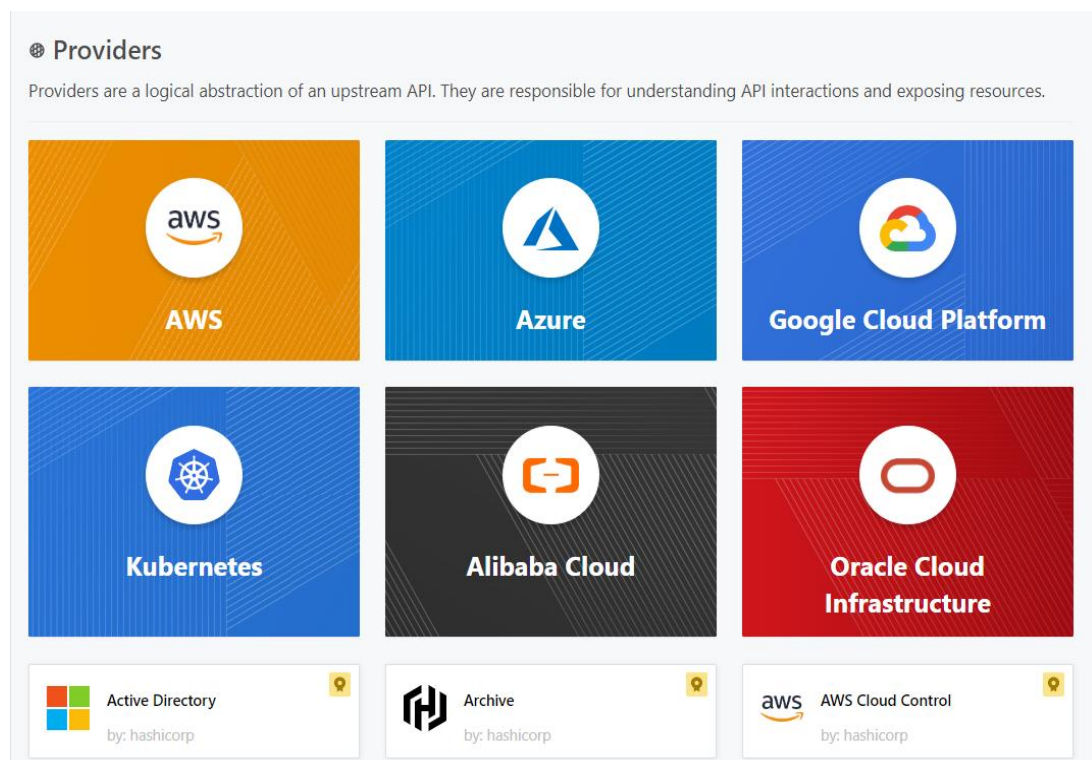 Providers
Providers are a logical abstraction of an upstream API. They are responsible for understanding API interactions and exposing resources.
aws
AWS
Azure
Google Cloud Platform
Kubernetes
Alibaba Cloud
Oracle Cloud
Infrastructure
Active Directory
by: hashicorp
Archive
by: hashicorp
aws
AWS Cloud Control
by: hashicorp